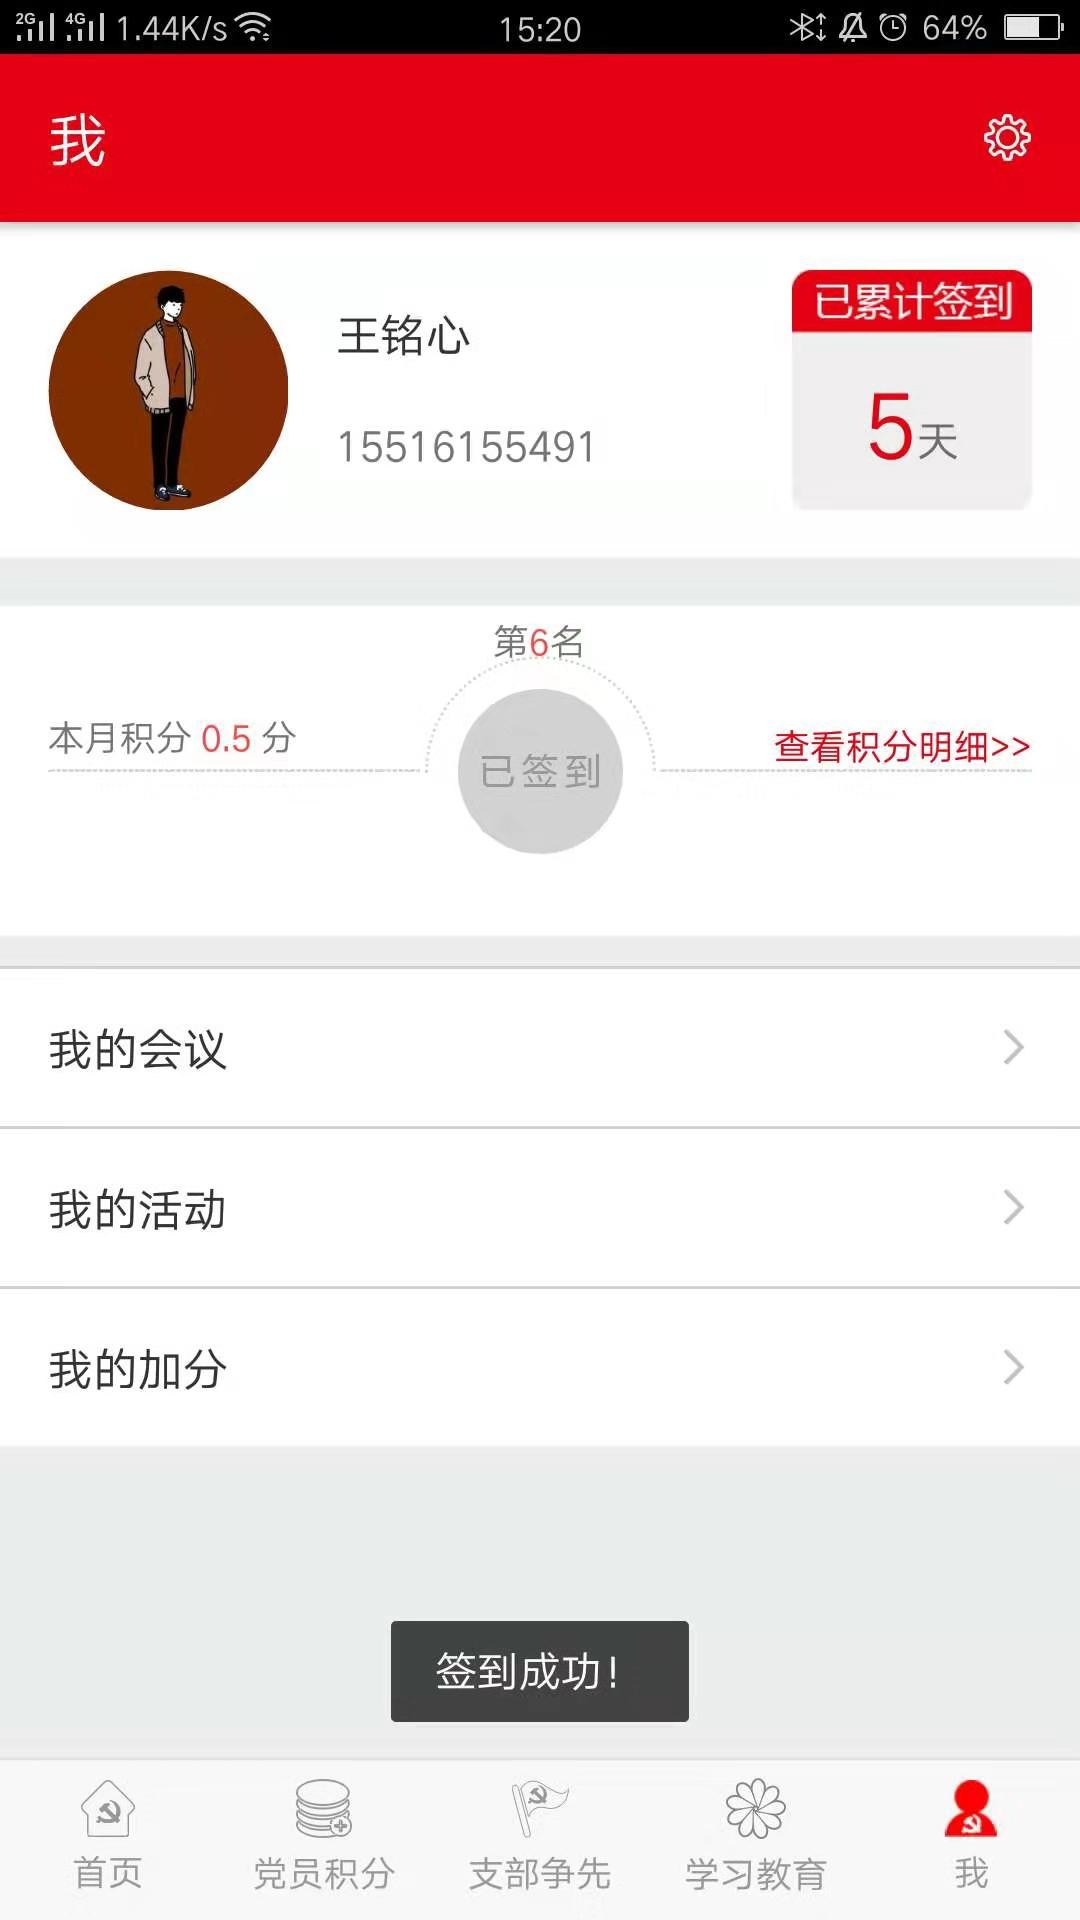 2G 4G 1.44K/s 15:20 64%
我
王铭心
15516155491
已累计签到
5天
第6名
本月积分 0.5 分
已签到
查看积分明细>>
我的会议
我的活动
我的加分
签到成功！
首页 党员积分 支部争先 学习教育 我